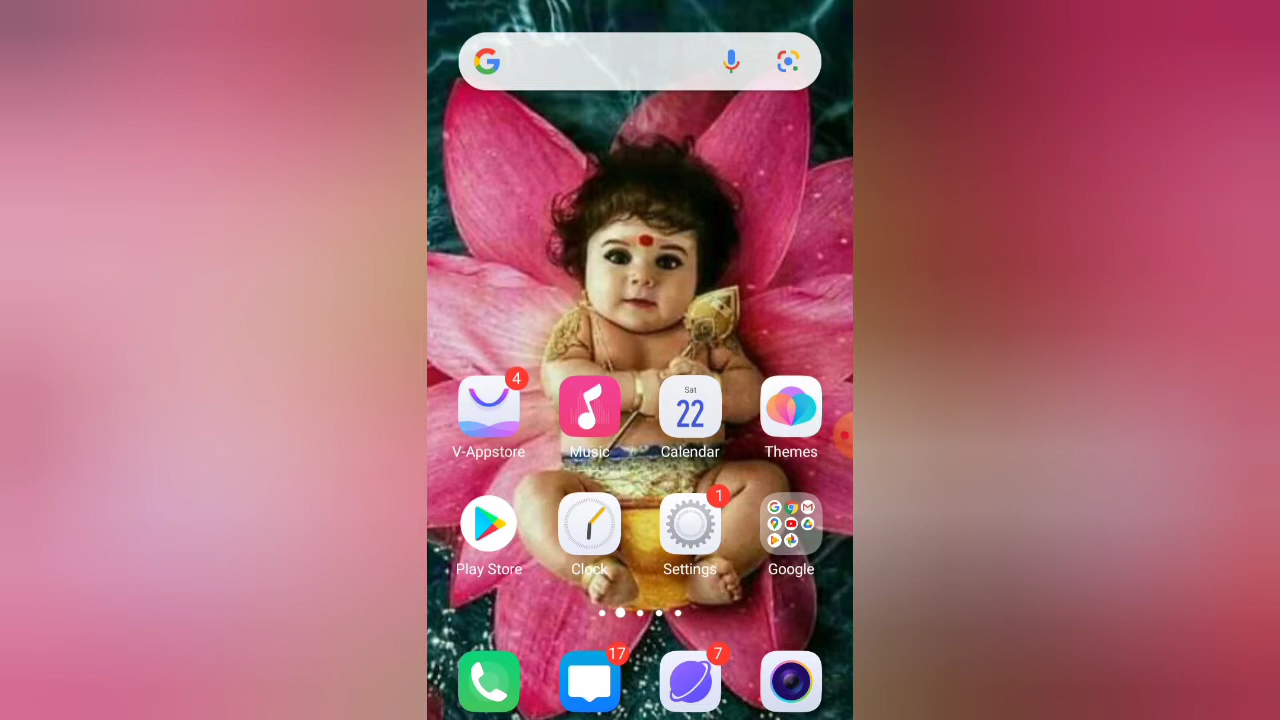 4
V-Appstore
Music
Sat
22
Calendar
Themes
1
Play Store
Clock
Settings
Google
17
7